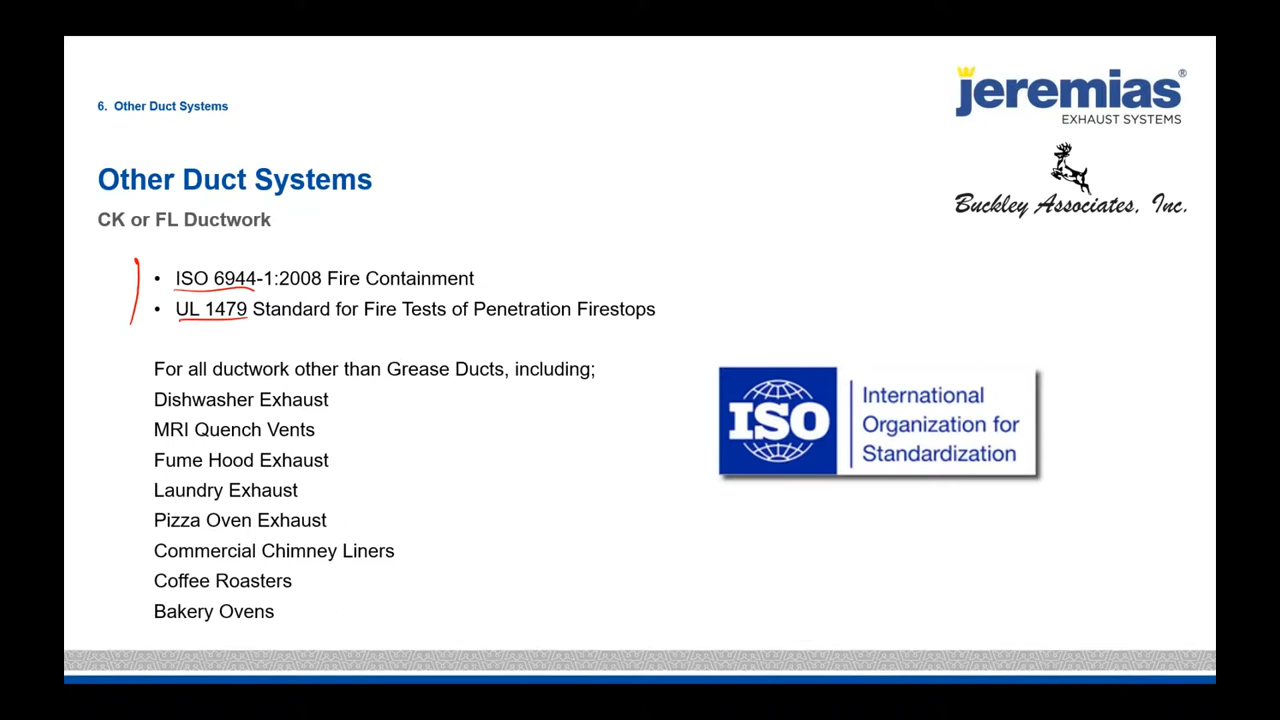 6. Other Duct Systems
jeremias®
EXHAUST SYSTEMS
Buckley Associates, Inc.
Other Duct Systems
CK or FL Ductwork
• ISO 6944-1:2008 Fire Containment
• UL 1479 Standard for Fire Tests of Penetration Firestops
For all ductwork other than Grease Ducts, including;
Dishwasher Exhaust
MRI Quench Vents
Fume Hood Exhaust
Laundry Exhaust
Pizza Oven Exhaust
Commercial Chimney Liners
Coffee Roasters
Bakery Ovens
ISO
International
Organization for
Standardization